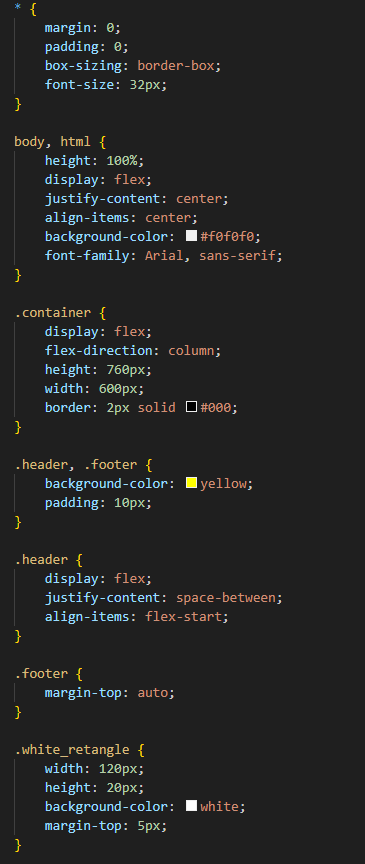 * {
    margin: 0;
    padding: 0;
    box-sizing: border-box;
    font-size: 32px;
}

body, html {
    height: 100%;
    display: flex;
    justify-content: center;
    align-items: center;
    background-color: #f0f0f0;
    font-family: Arial, sans-serif;
}

.container {
    display: flex;
    flex-direction: column;
    height: 760px;
    width: 600px;
    border: 2px solid #000;
}

.header, .footer {
    background-color: yellow;
    padding: 10px;
}

.header {
    display: flex;
    justify-content: space-between;
    align-items: flex-start;
}

.footer {
    margin-top: auto;
}

.white_retangle {
    width: 120px;
    height: 20px;
    background-color: white;
    margin-top: 5px;
}